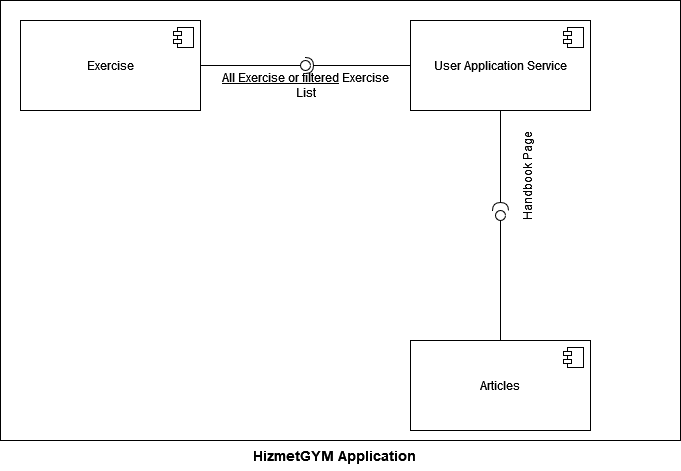 Exercise
User Application Service
All Exercise or filtered Exercise
List
Handbook Page
Articles
HizmetGYM Application